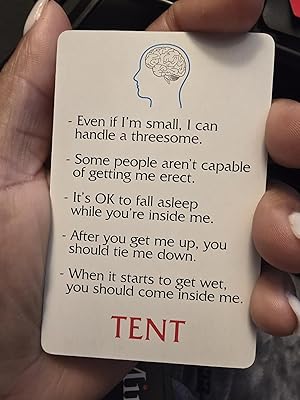 - Even if I'm small, I can
handle a threesome.
- Some people aren't capable
of getting me erect.
- It's OK to fall asleep
while you're inside me.
- After you get me up, you
should tie me down.
- When it starts to get wet,
you should come inside me.
TENT